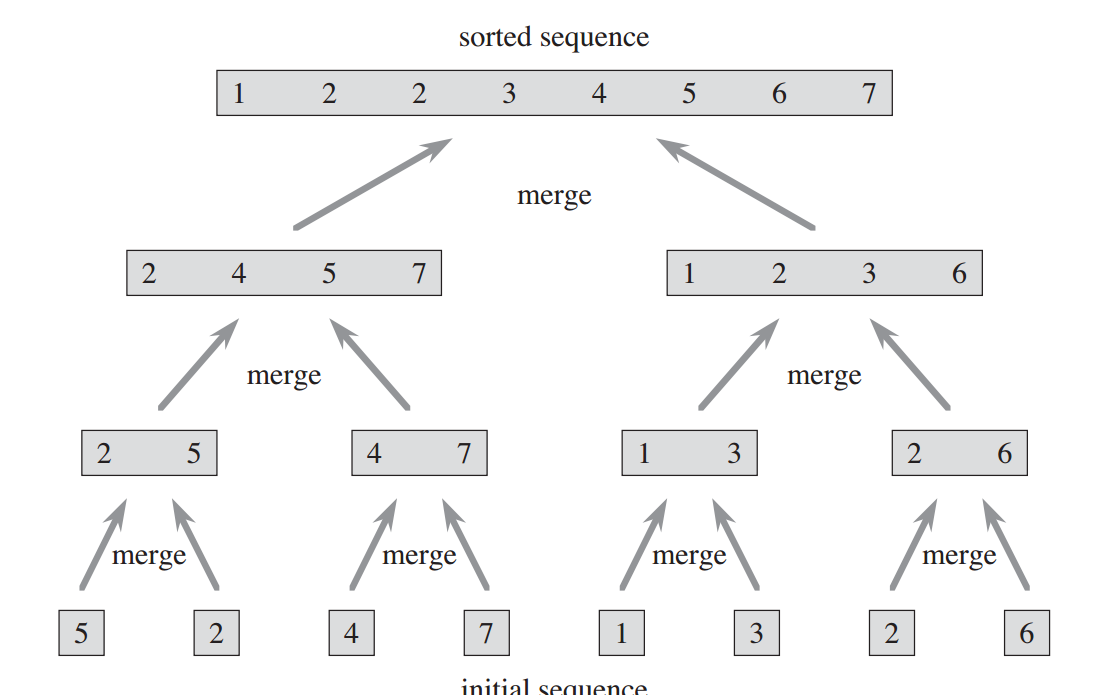 sorted sequence
1 2 2 3 4 5 6 7
merge
2 4 5 7 1 2 3 6
merge merge
2 5 4 7 1 3 2 6
merge merge merge merge
5 2 4 7 1 3 2 6
initial sequence